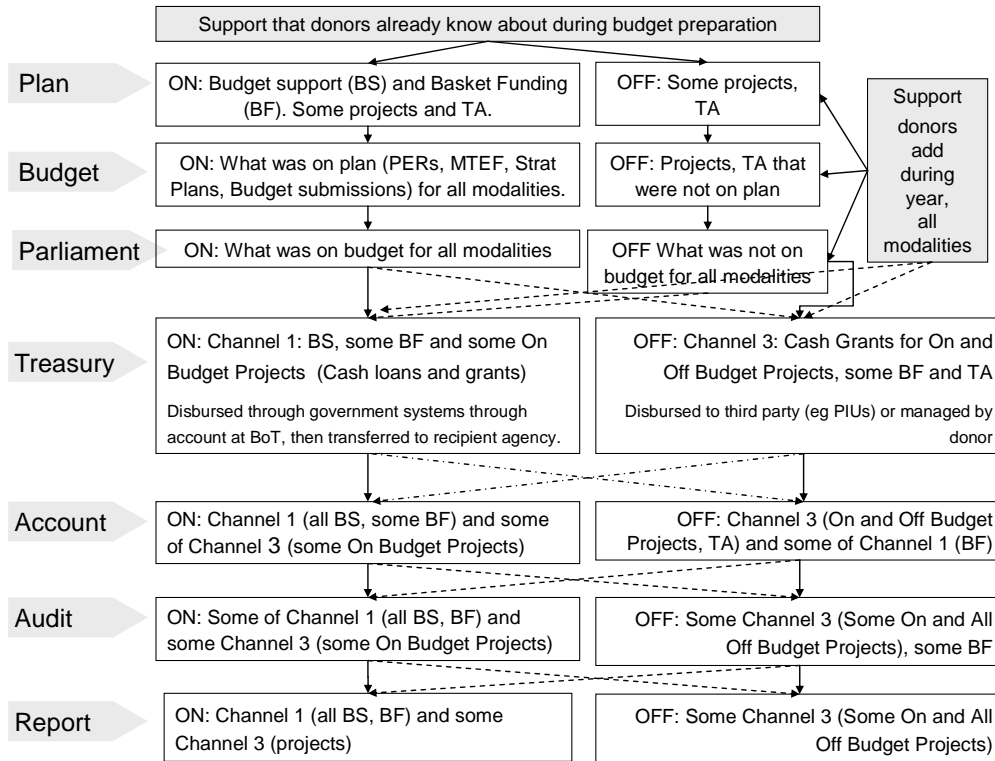 Support that donors already know about during budget preparation
Plan
ON: Budget support (BS) and Basket Funding
(BF). Some projects and TA.
OFF: Some projects,
TA
Support
donors
add
during
year,
all
modalities
Budget
ON: What was on plan (PERs, MTEF, Strat
Plans, Budget submissions) for all modalities.
OFF: Projects, TA that
were not on plan
Parliament
ON: What was on budget for all modalities
OFF What was not on
budget for all modalities
Treasury
ON: Channel 1: BS, some BF and some On
Budget Projects (Cash loans and grants)
Disbursed through government systems through
account at BoT, then transferred to recipient agency.
OFF: Channel 3: Cash Grants for On and
Off Budget Projects, some BF and TA
Disbursed to third party (eg PIUs) or managed by
donor
Account
ON: Channel 1 (all BS, some BF) and some
of Channel 3 (some On Budget Projects)
OFF: Channel 3 (On and Off Budget
Projects, TA) and some of Channel 1 (BF)
Audit
ON: Some of Channel 1 (all BS, BF) and
some Channel 3 (some On Budget Projects)
OFF: Some Channel 3 (Some On and All
Off Budget Projects), some BF
Report
ON: Channel 1 (all BS, BF) and some
Channel 3 (projects)
OFF: Some Channel 3 (Some On and All
Off Budget Projects)